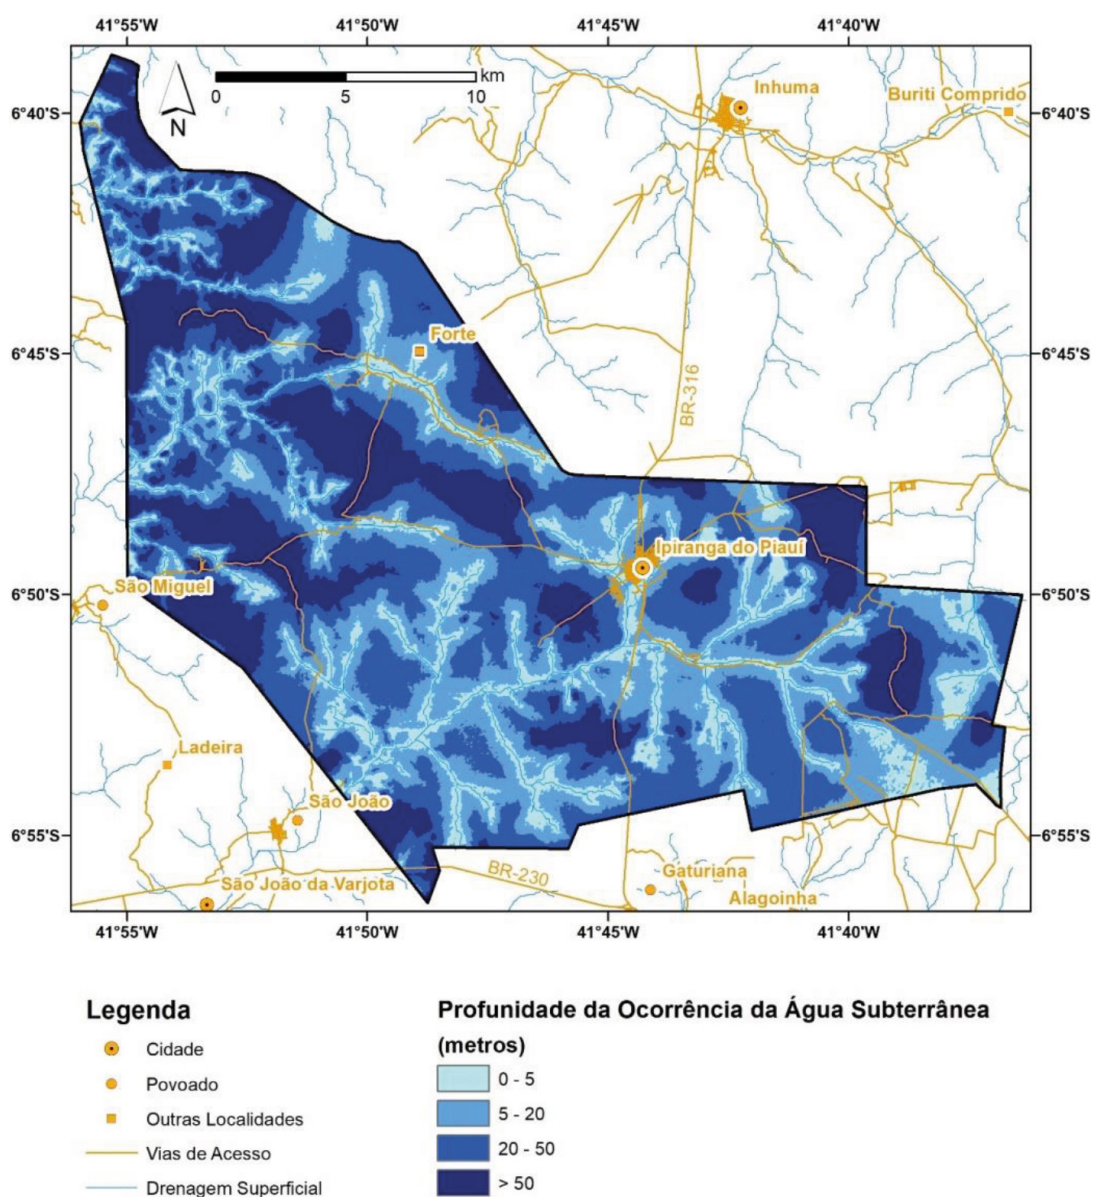 41°55'W 41°50'W 41°45'W 41°40'W
6°40'S
6°40'S
km
0 5 10
N
Inhuma
Buriti Comprido
6°45'S
6°45'S
Forte
BR-316
Ipiranga do Piauí
São Miguel
6°50'S
6°50'S
Ladeira
São João
6°55'S
6°55'S
São João da Varjota
BR-230
Gaturiana
Alagoinha
41°55'W 41°50'W 41°45'W 41°40'W
Legenda
Cidade
Povoado
Outras Localidades
Vias de Acesso
Drenagem Superficial
Profunidade da Ocorrência da Água Subterrânea
(metros)
0 - 5
5 - 20
20 - 50
> 50